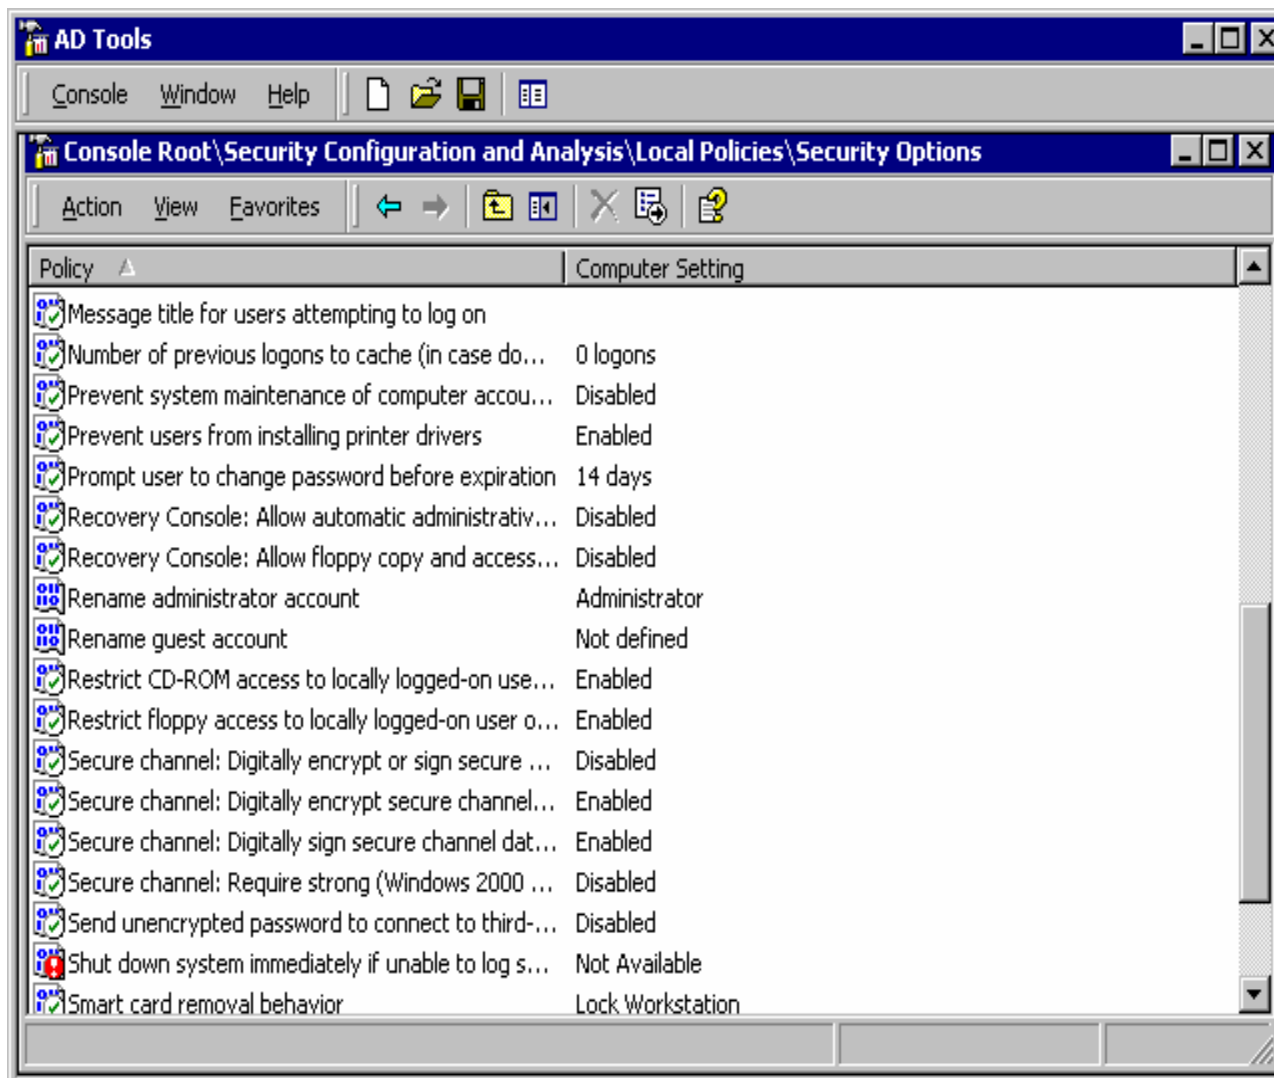 AD Tools
Console Window Help
Console Root\Security Configuration and Analysis\Local Policies\Security Options
Action View Favorites
Policy Computer Setting
Message title for users attempting to log on
Number of previous logons to cache (in case do... 0 logons
Prevent system maintenance of computer accou... Disabled
Prevent users from installing printer drivers Enabled
Prompt user to change password before expiration 14 days
Recovery Console: Allow automatic administrativ... Disabled
Recovery Console: Allow floppy copy and access... Disabled
Rename administrator account Administrator
Rename guest account Not defined
Restrict CD-ROM access to locally logged-on use... Enabled
Restrict floppy access to locally logged-on user o... Enabled
Secure channel: Digitally encrypt or sign secure ... Disabled
Secure channel: Digitally encrypt secure channel... Enabled
Secure channel: Digitally sign secure channel dat... Enabled
Secure channel: Require strong (Windows 2000 ... Disabled
Send unencrypted password to connect to third-... Disabled
Shut down system immediately if unable to log s... Not Available
Smart card removal behavior Lock Workstation